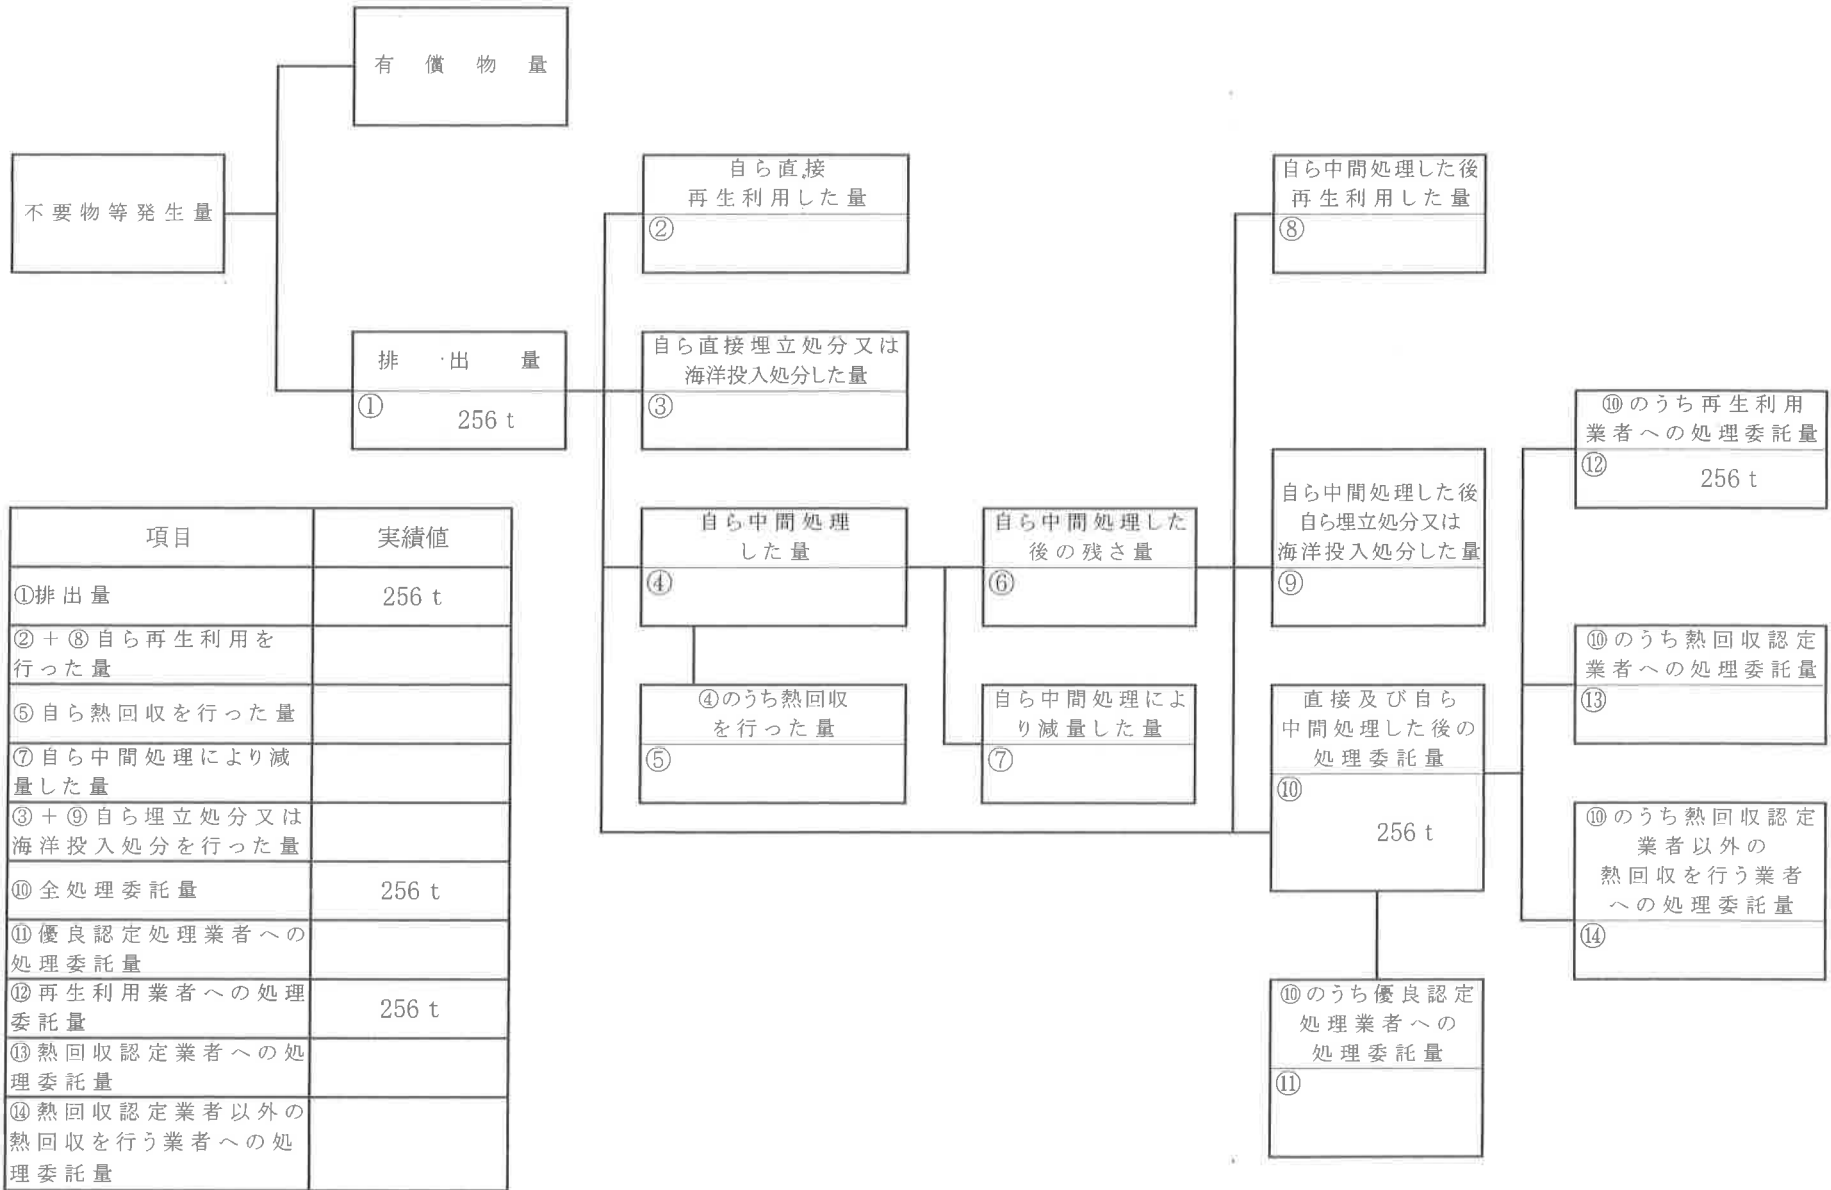 有償物量
不要物等発生量
排出量
①
256 t
自ら直接
再生利用した量
②
自ら直接埋立処分又は
海洋投入処分した量
③
自ら中間処理
した量
④
④のうち熱回収
を行った量
⑤
自ら中間処理した
後の残さ量
⑥
自ら中間処理によ
り減量した量
⑦
自ら中間処理した後
再生利用した量
⑧
自ら中間処理した後
自ら埋立処分又は
海洋投入処分した量
⑨
直接及び自ら
中間処理した後の
処理委託量
⑩
256 t
⑩のうち優良認定
処理業者への
処理委託量
⑪
⑩のうち再生利用
業者への処理委託量
⑫
256 t
⑩のうち熱回収認定
業者への処理委託量
⑬
⑩のうち熱回収認定
業者以外の
熱回収を行う業者
への処理委託量
⑭
項目 実績値
①排出量 256 t
②+⑧自ら再生利用を
行った量
⑤自ら熱回収を行った量
⑦自ら中間処理により減
量した量
③+⑨自ら埋立処分又は
海洋投入処分を行った量
⑩全処理委託量 256 t
⑪優良認定処理業者への
処理委託量
⑫再生利用業者への処理
委託量 256 t
⑬熱回収認定業者への処
理委託量
⑭熱回収認定業者以外の
熱回収を行う業者への処
理委託量